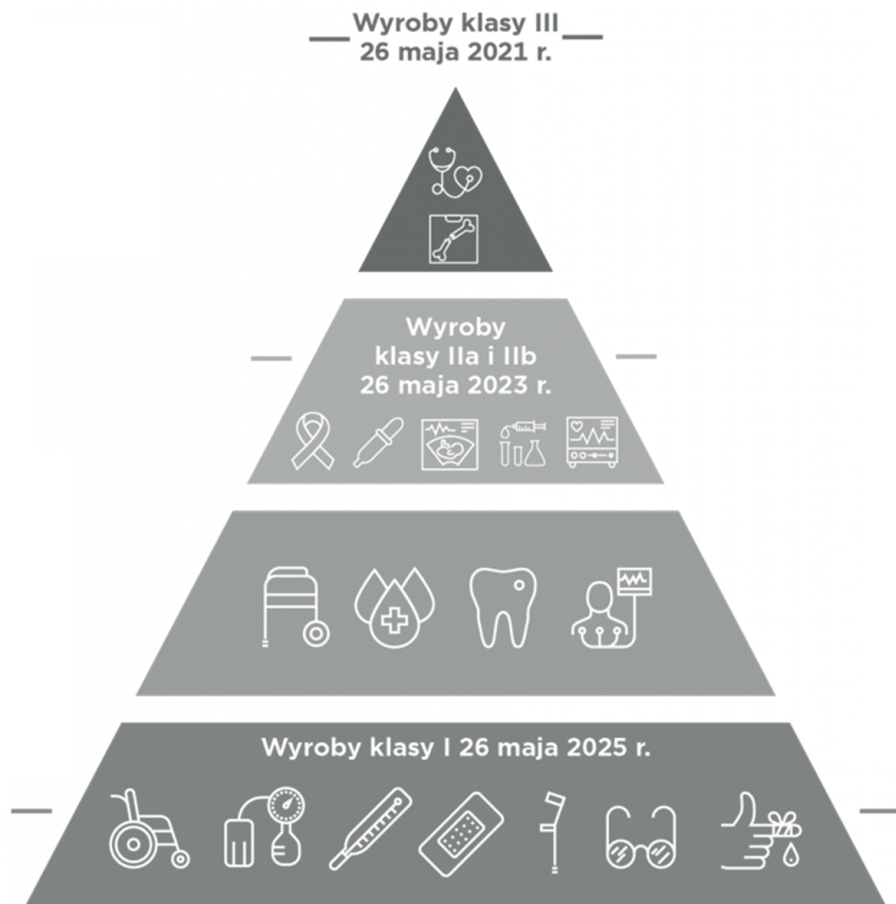 Wyroby klasy III
26 maja 2021 r.
Wyroby
klasy IIa i IIb
26 maja 2023 r.
Wyroby klasy I 26 maja 2025 r.